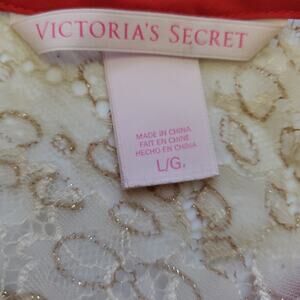 VICTORIA'S SECRET
MADE IN CHINA
FAIT EN CHINE
HECHO EN CHINA
L/G.